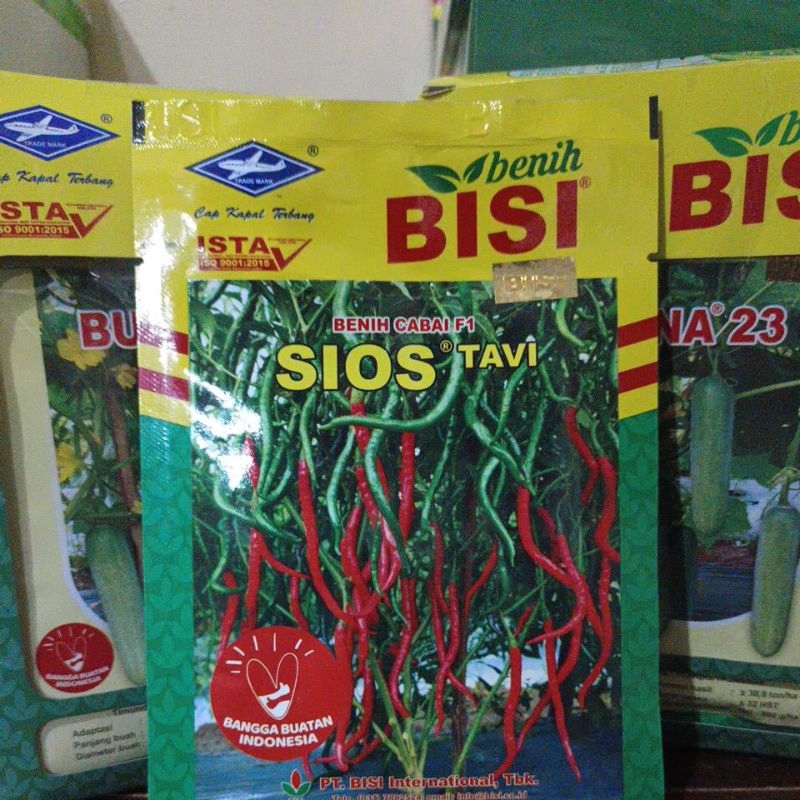 TRADE MARK
®
Cap Kapal Terbang
ISTA
ISO 9001:2015
benih
BISI®
BENIH CABAI F1
SIOS® TAVI
BANGGA BUATAN
INDONESIA
PT. BISI International, Tbk.
TRADE MARK
®
Cap Kapal Terbang
ISTA
ISO 9001:2015
BU
BANGGA BUATAN
INDONESIA
Adaptasi
Panjang buah :
Diameter buah :
BIS
NA® 23